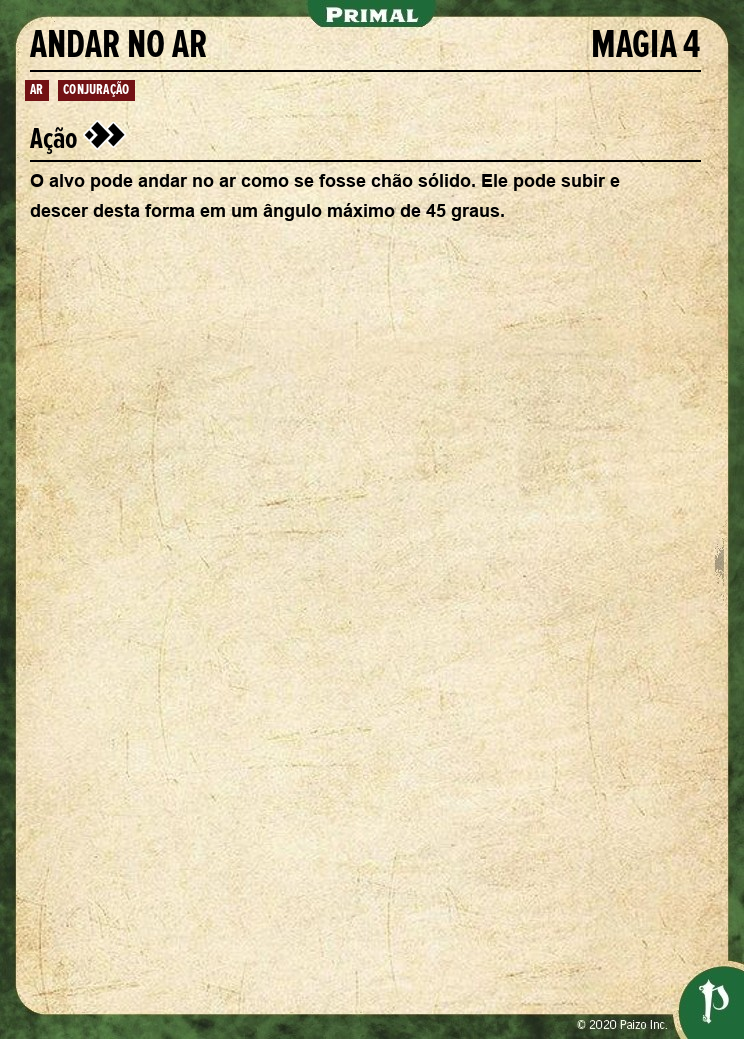 PRIMAL
ANDAR NO AR MAGIA 4
AR CONJURAÇÃO
Ação
O alvo pode andar no ar como se fosse chão sólido. Ele pode subir e
descer desta forma em um ângulo máximo de 45 graus.
© 2020 Paizo Inc.